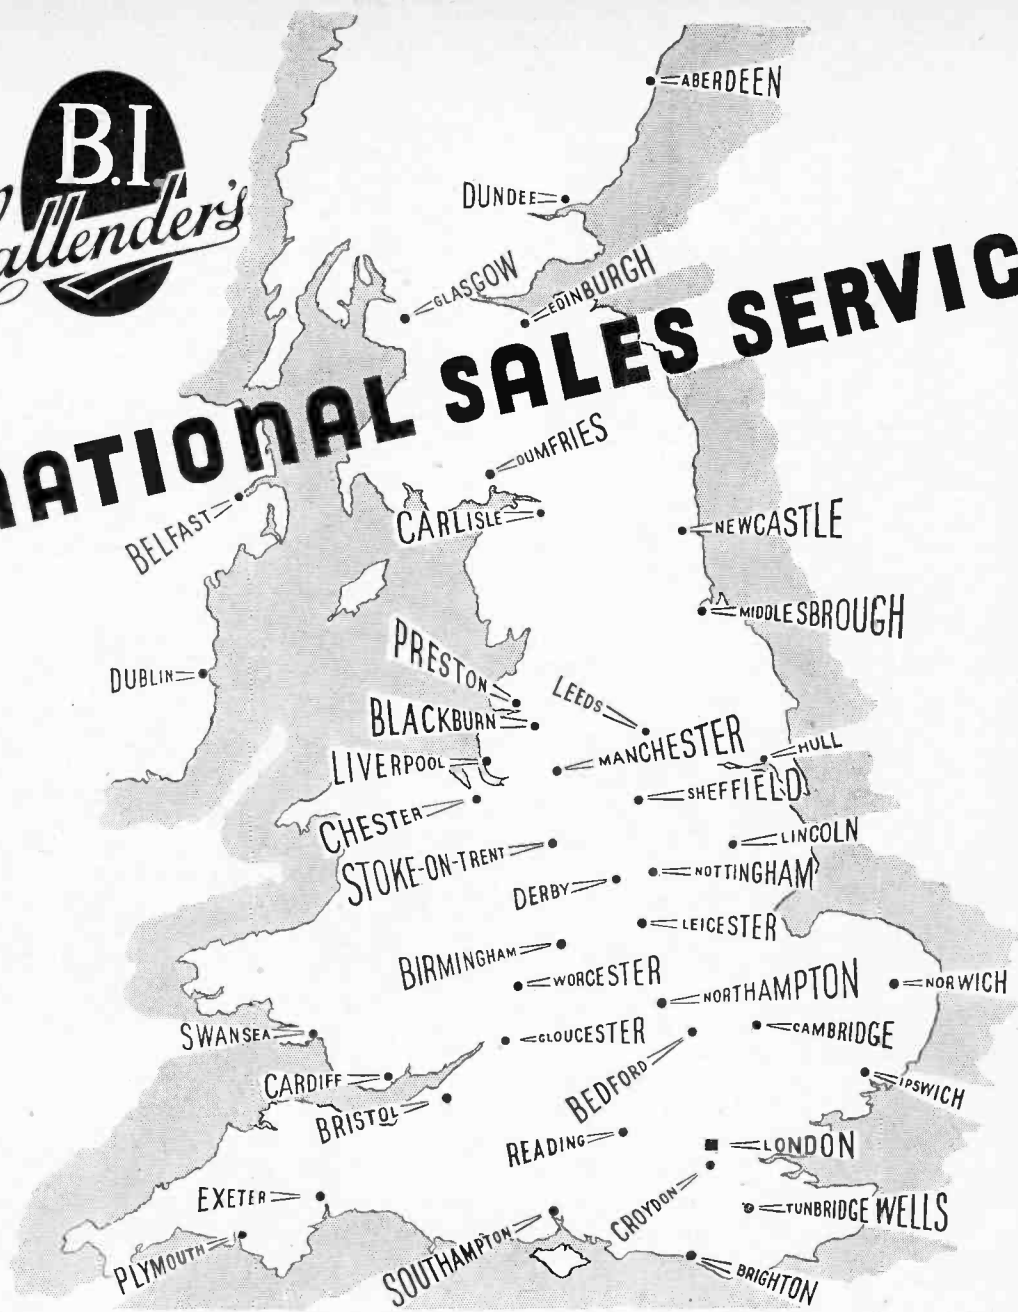 B.I.
allender's
NATIONAL SALES SERVIC
ABERDEEN
DUNDEE
GLASGOW
EDINBURGH
DUMFRIES
BELFAST
CARLISLE
NEWCASTLE
MIDDLESBROUGH
DUBLIN
PRESTON
LEEDS
BLACKBURN
MANCHESTER
HULL
LIVERPOOL
SHEFFIELD
CHESTER
LINCOLN
STOKE-ON-TRENT
NOTTINGHAM
DERBY
LEICESTER
BIRMINGHAM
WORCESTER
NORTHAMPTON
NORWICH
SWANSEA
GLOUCESTER
CAMBRIDGE
CARDIFF
BEDFORD
IPSWICH
BRISTOL
READING
LONDON
EXETER
CROYDON
TUNBRIDGE WELLS
PLYMOUTH
SOUTHAMPTON
BRIGHTON